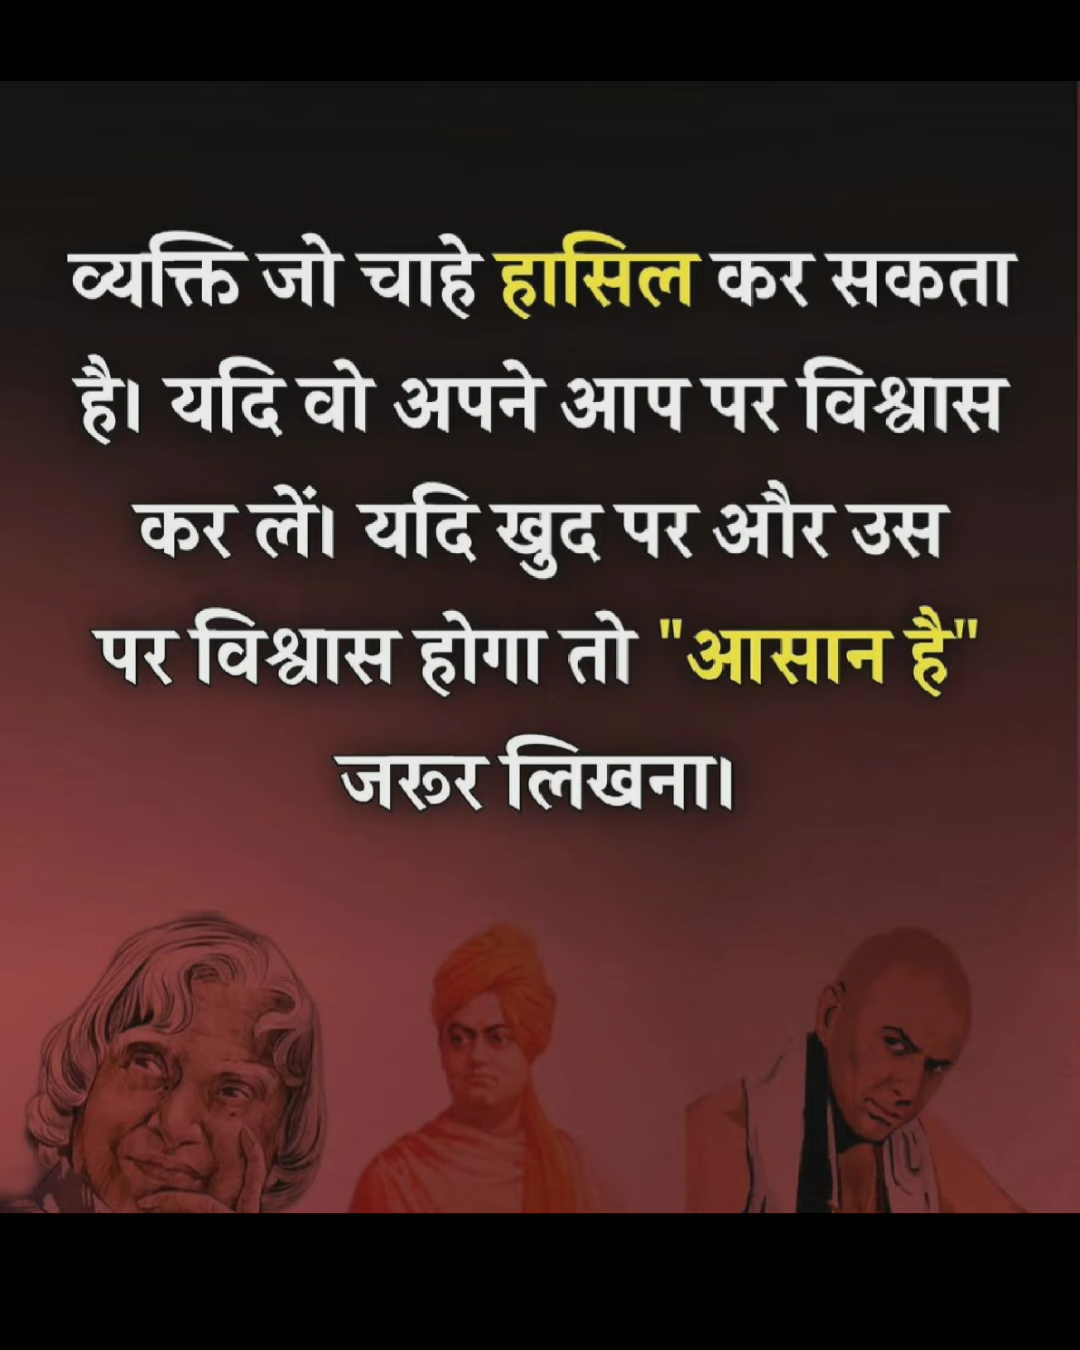 व्यक्ति जो चाहे हासिल कर सकता
है। यदि वो अपने आप पर विश्वास
कर लें। यदि खुद पर और उस
पर विश्वास होगा तो "आसान है"
जरूर लिखना।